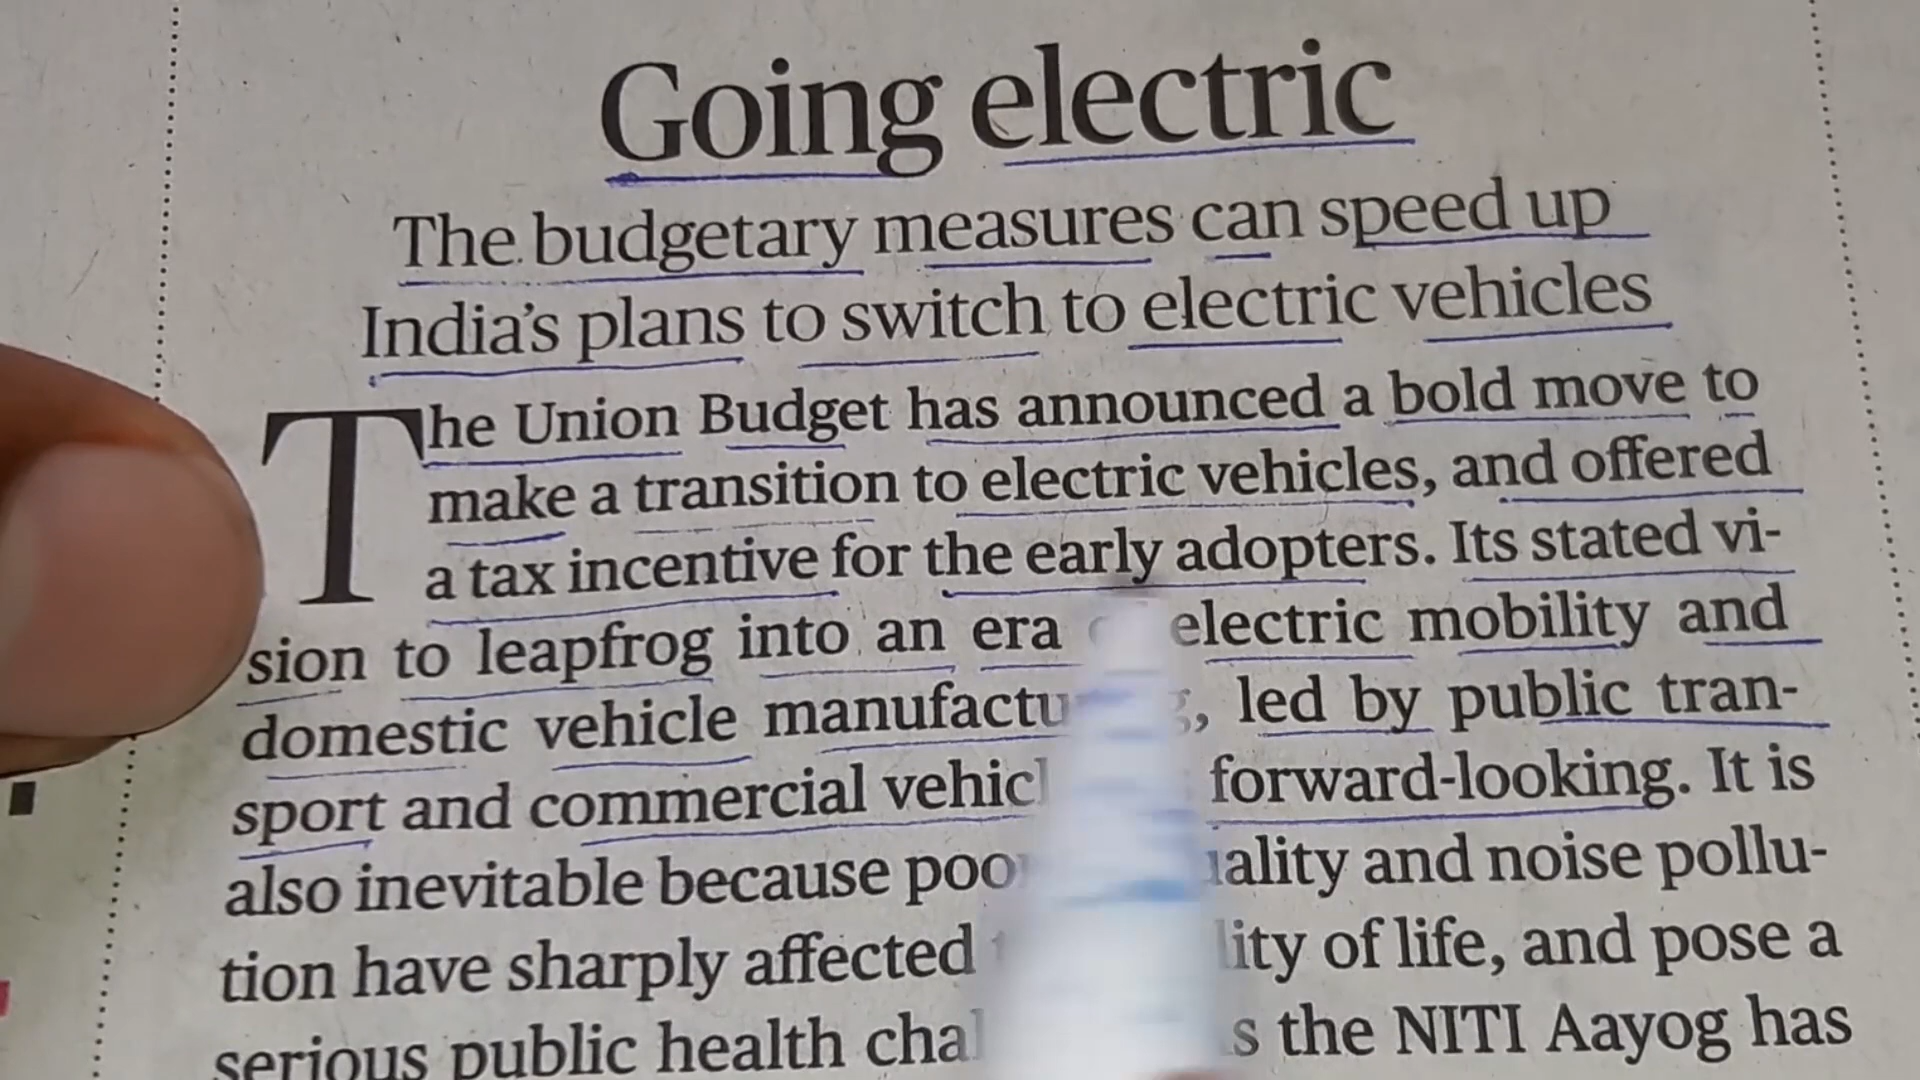 Going electric
The budgetary measures can speed up
India's plans to switch to electric vehicles
The Union Budget has announced a bold move to
make a transition to electric vehicles, and offered
a tax incentive for the early adopters. Its stated vi-
sion to leapfrog into an era electric mobility and
domestic vehicle led by public tran-
sport and commercial forward-looking. It is
also inevitable because and noise pollu-
tion have sharply affected of life, and pose a
serious public health the NITI Aayog has